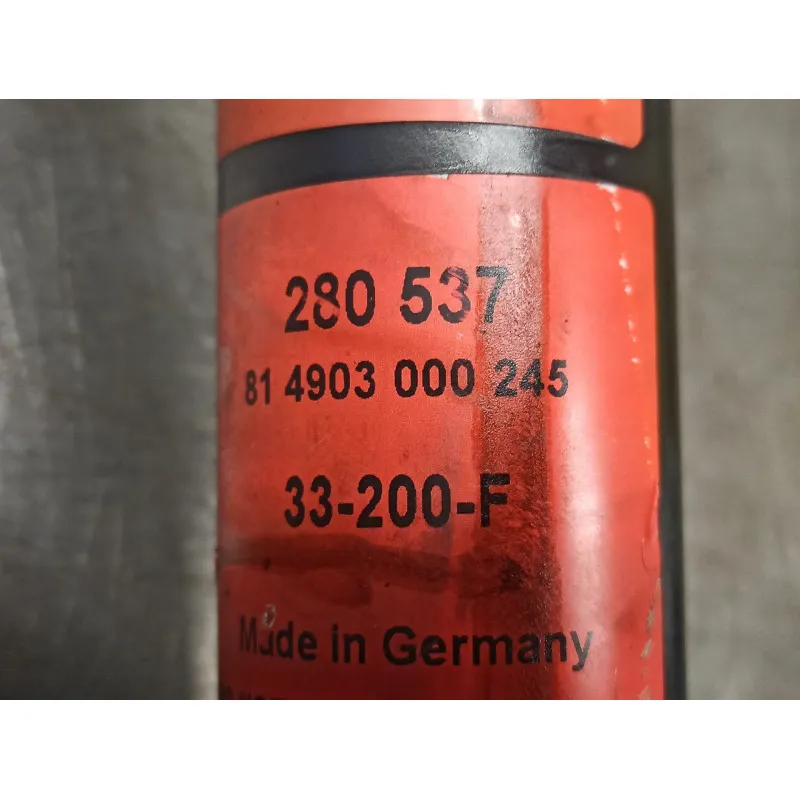 280 537
81 4903 000 245
33-200-F
Made in Germany